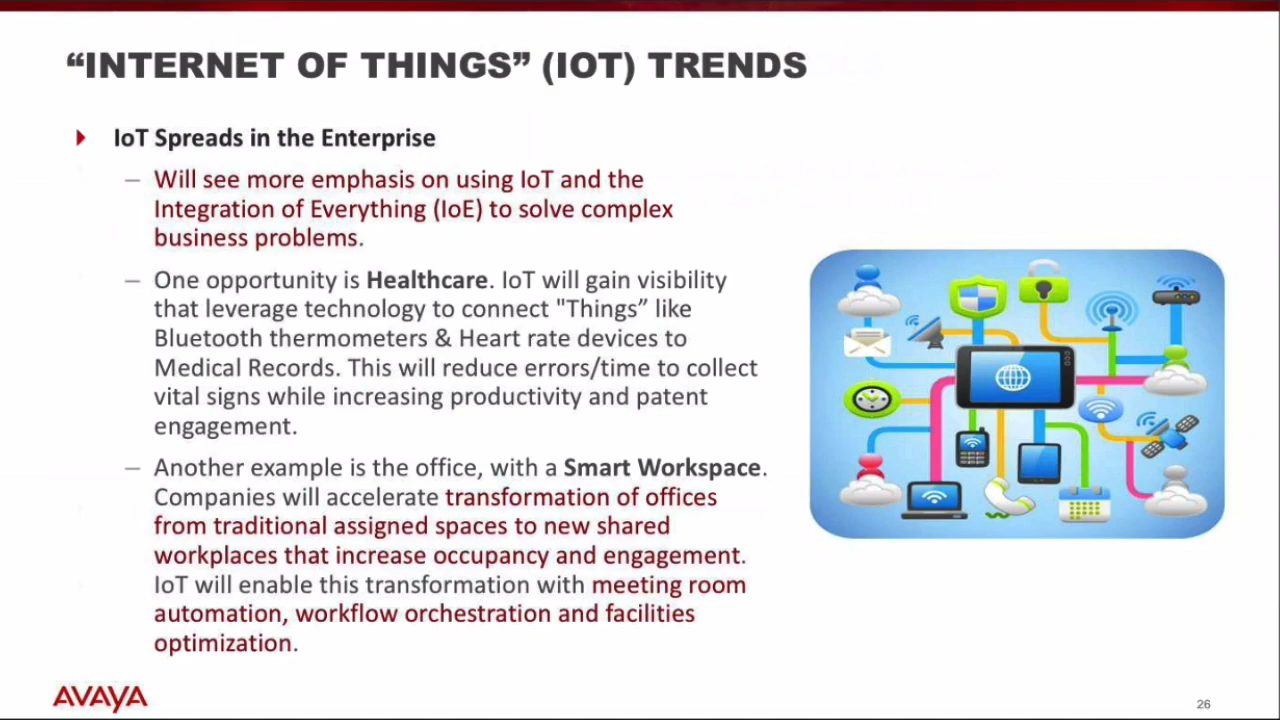 “INTERNET OF THINGS” (IOT) TRENDS
IoT Spreads in the Enterprise
– Will see more emphasis on using IoT and the
Integration of Everything (IoE) to solve complex
business problems.
– One opportunity is Healthcare. IoT will gain visibility
that leverage technology to connect "Things” like
Bluetooth thermometers & Heart rate devices to
Medical Records. This will reduce errors/time to collect
vital signs while increasing productivity and patent
engagement.
– Another example is the office, with a Smart Workspace.
Companies will accelerate transformation of offices
from traditional assigned spaces to new shared
workplaces that increase occupancy and engagement.
IoT will enable this transformation with meeting room
automation, workflow orchestration and facilities
optimization.
AVAYA
26